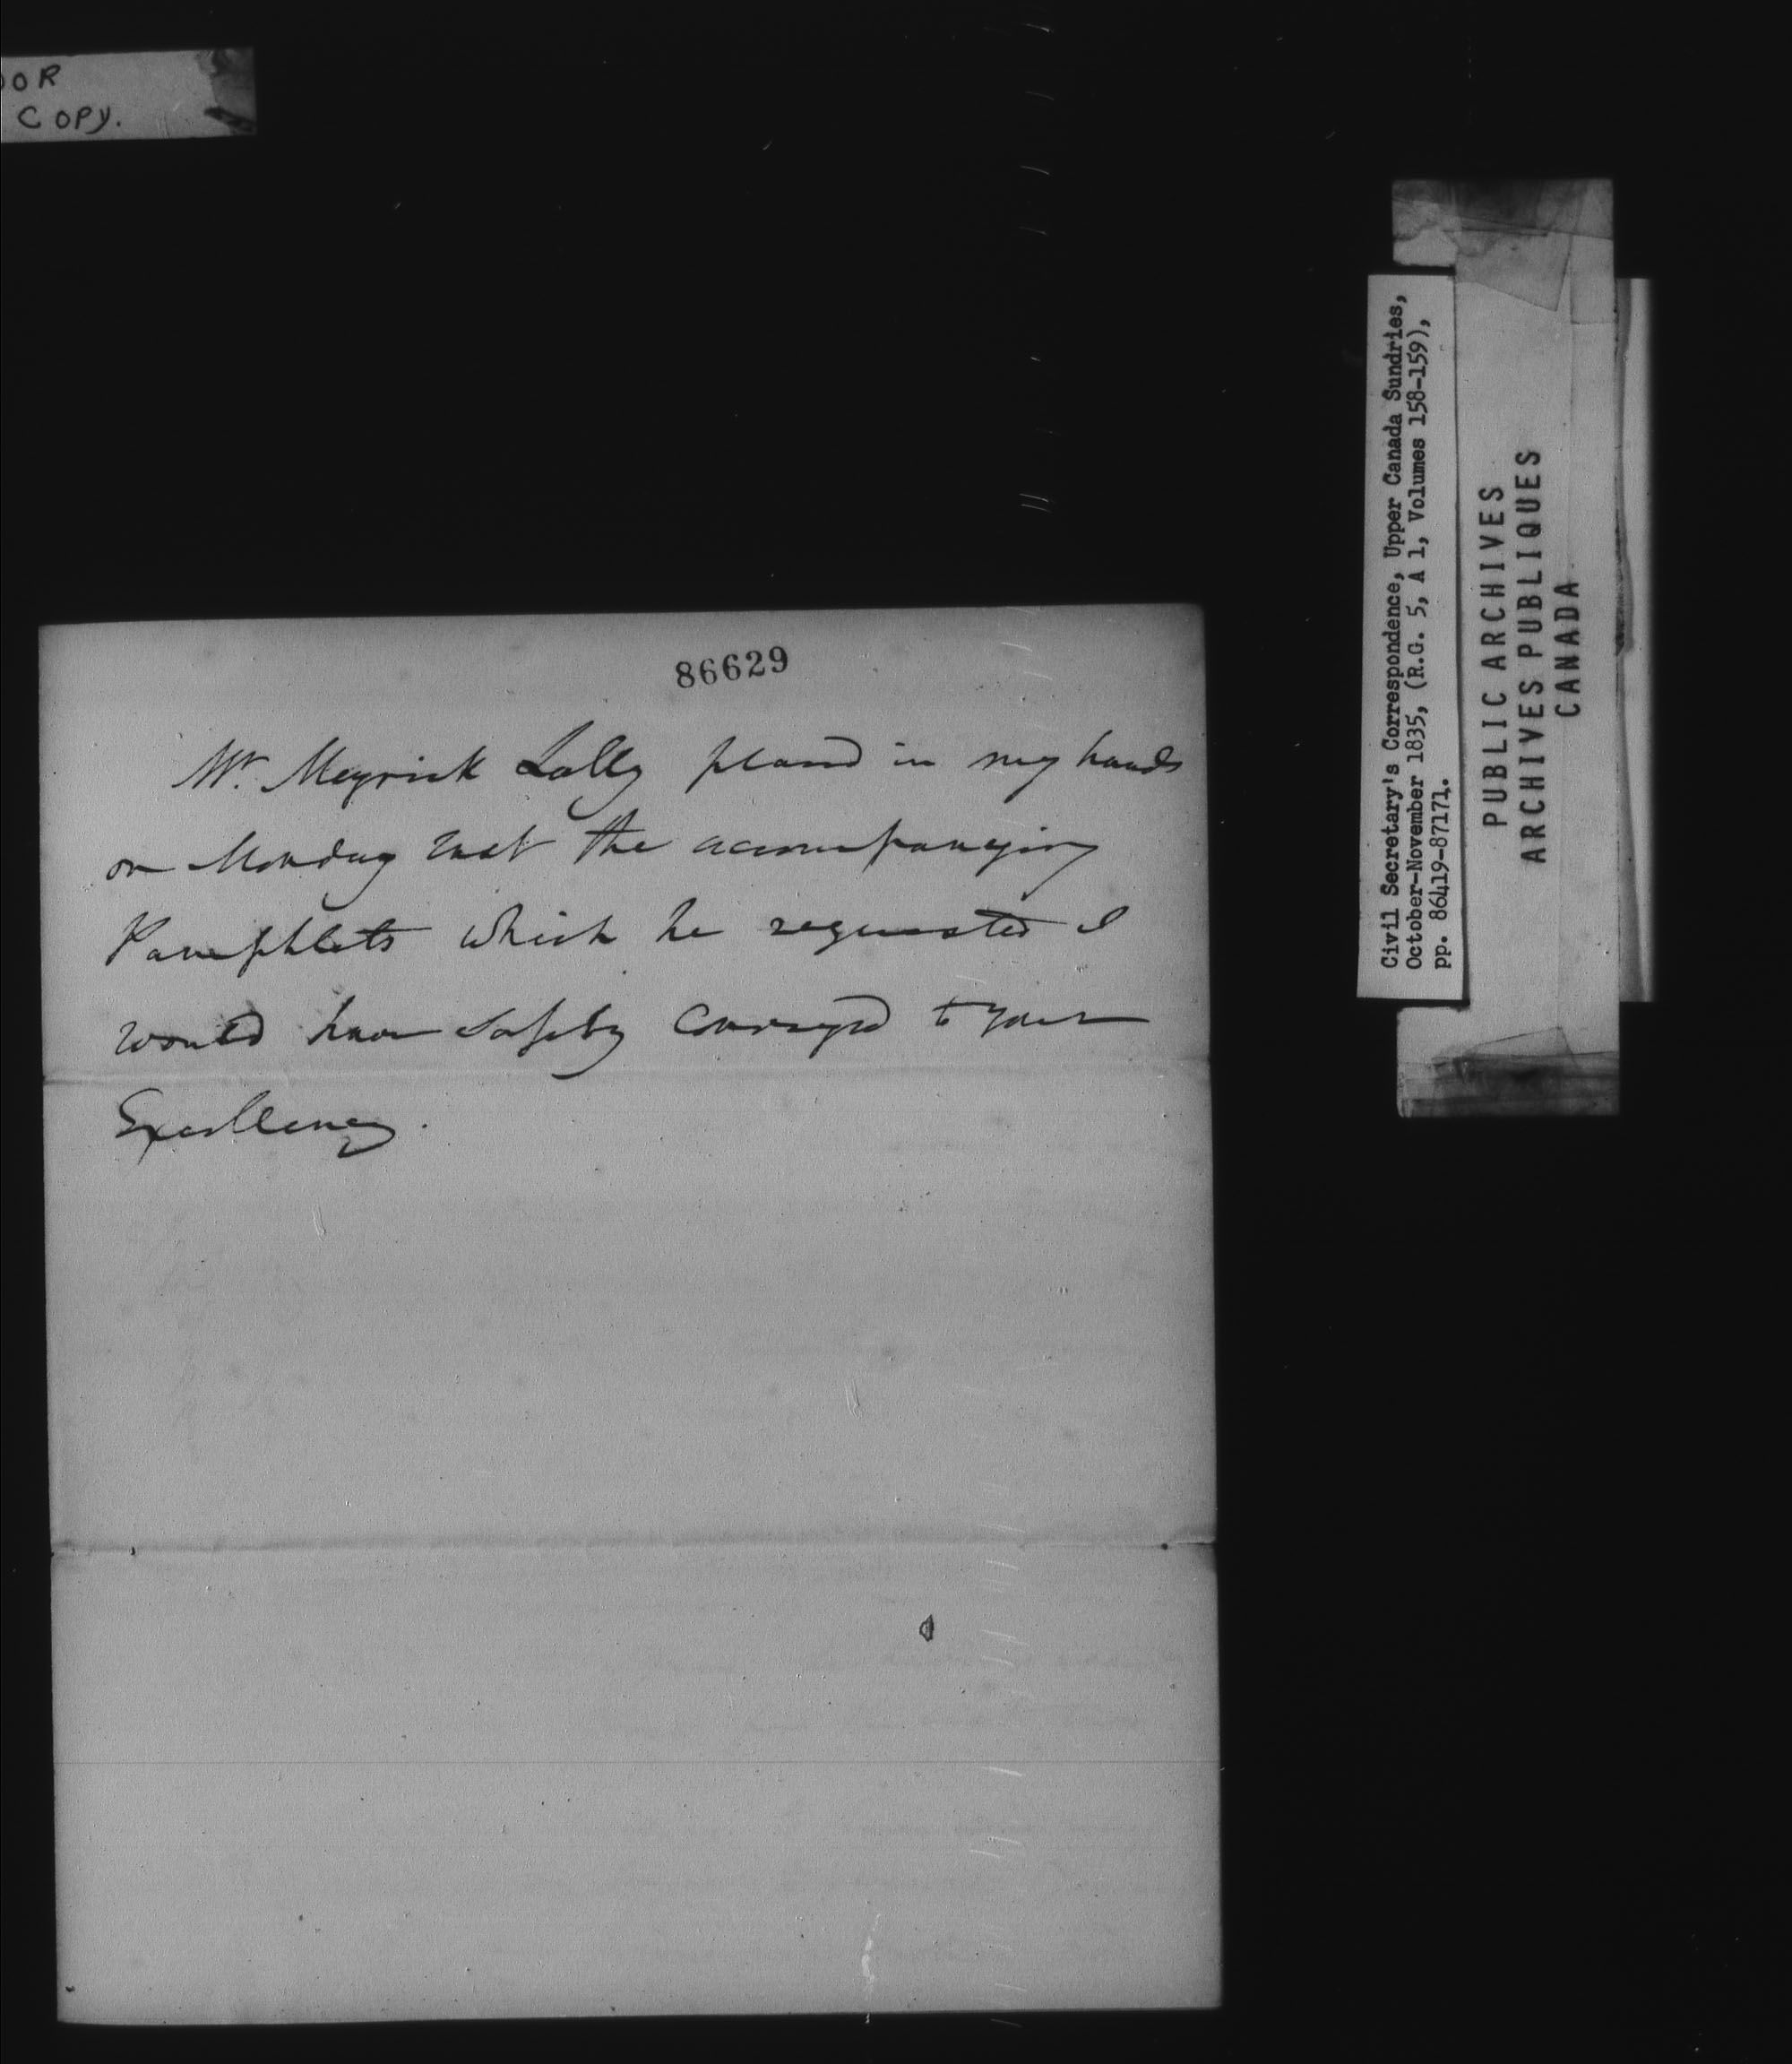 OOR
COPY.
86629
Mr. Meyrick Lally placed in my hands
on Monday last the accompanying
Pamphlets which he requested I
would have safely conveyed to Your
Excellency.
Civil Secretary's Correspondence, Upper Canada Sundries,
October-November 1835, (R.G. 5, A 1, Volumes 158-159),
pp. 86419-87171.
PUBLIC ARCHIVES
ARCHIVES PUBLIQUES
CANADA